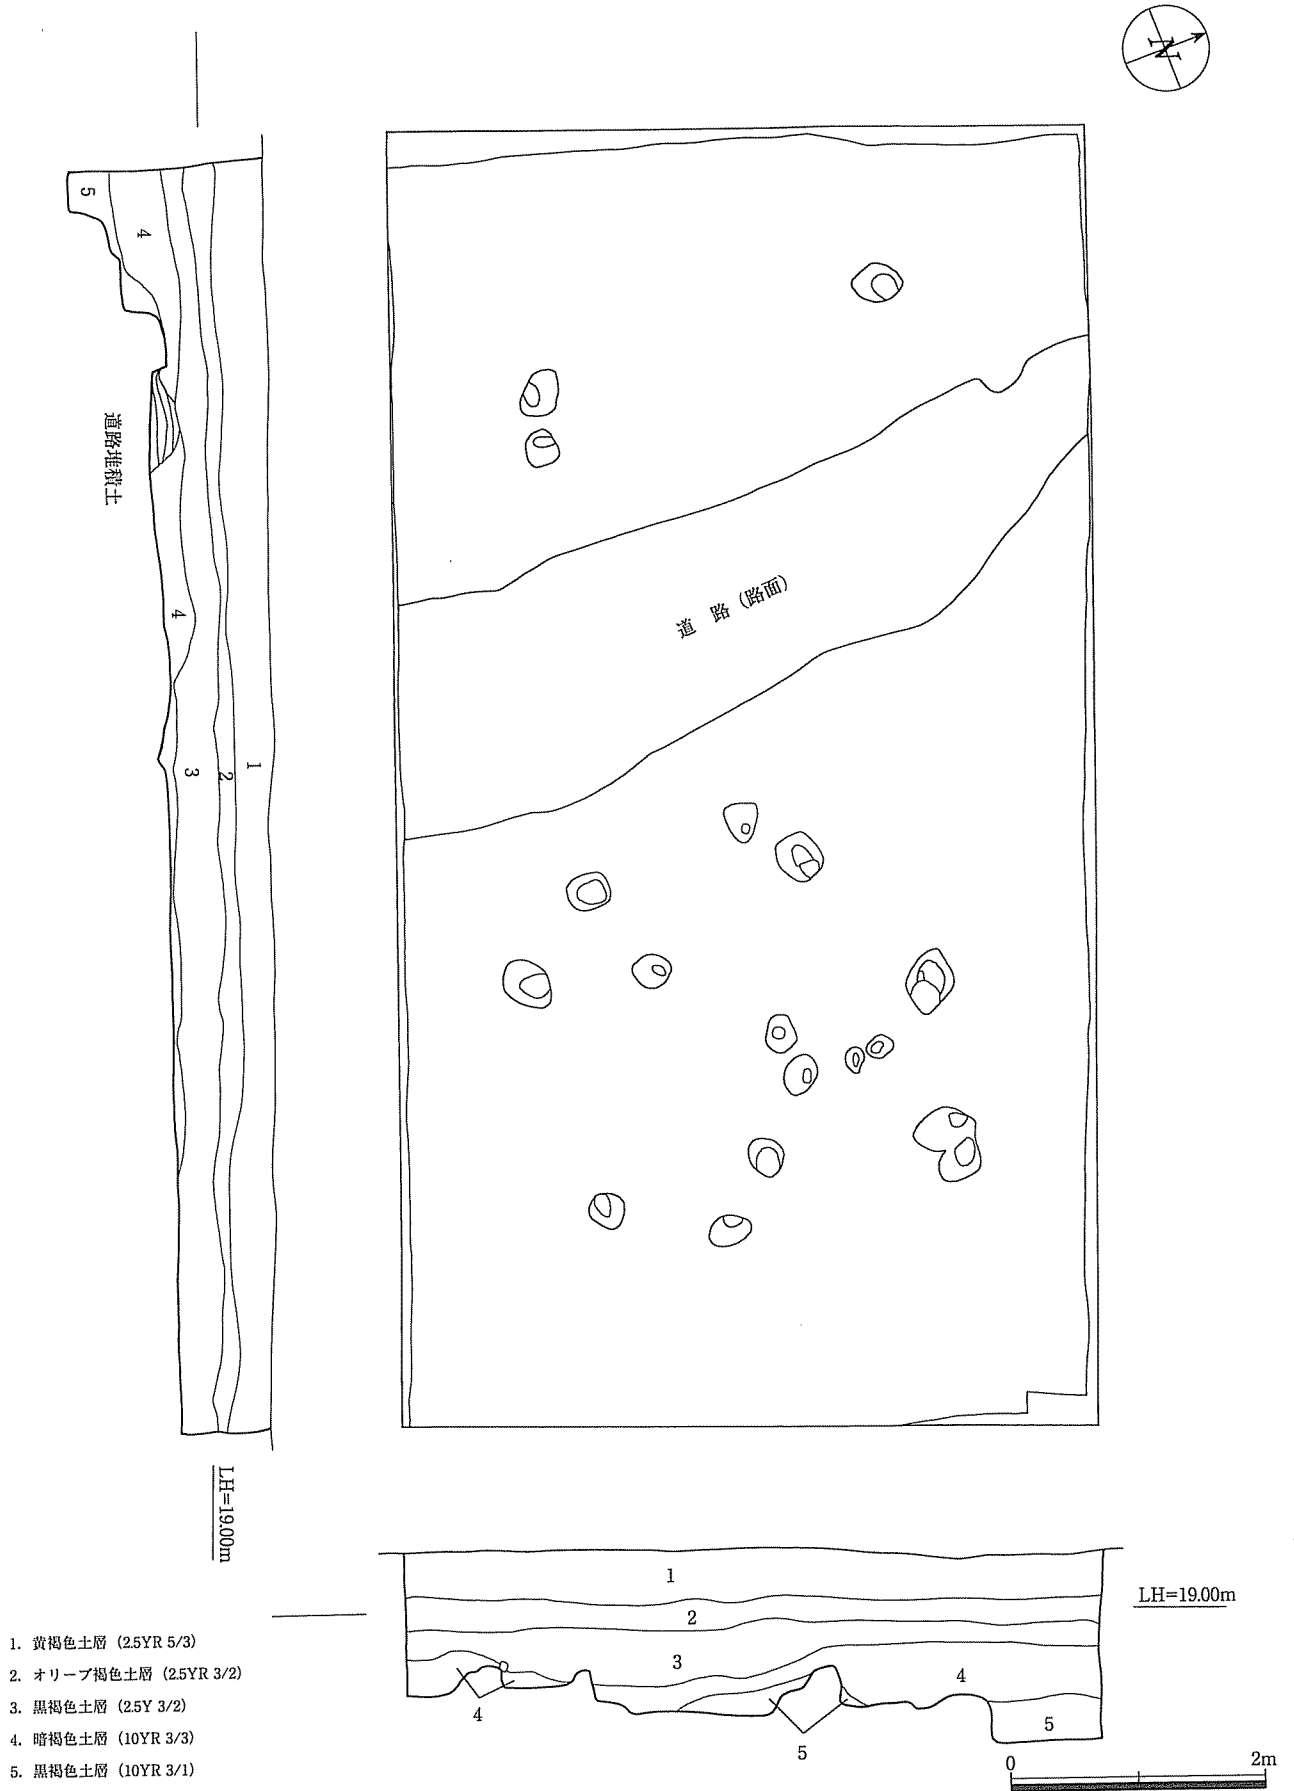 N
5
4
道路堆積土
4
3
2
1
道 路 (路面)
LH=19.00m
1
2
3
4
4
5
5
LH=19.00m
0 2m
1. 黄褐色土層 (2.5YR 5/3)
2. オリーブ褐色土層 (2.5YR 3/2)
3. 黒褐色土層 (2.5Y 3/2)
4. 暗褐色土層 (10YR 3/3)
5. 黒褐色土層 (10YR 3/1)